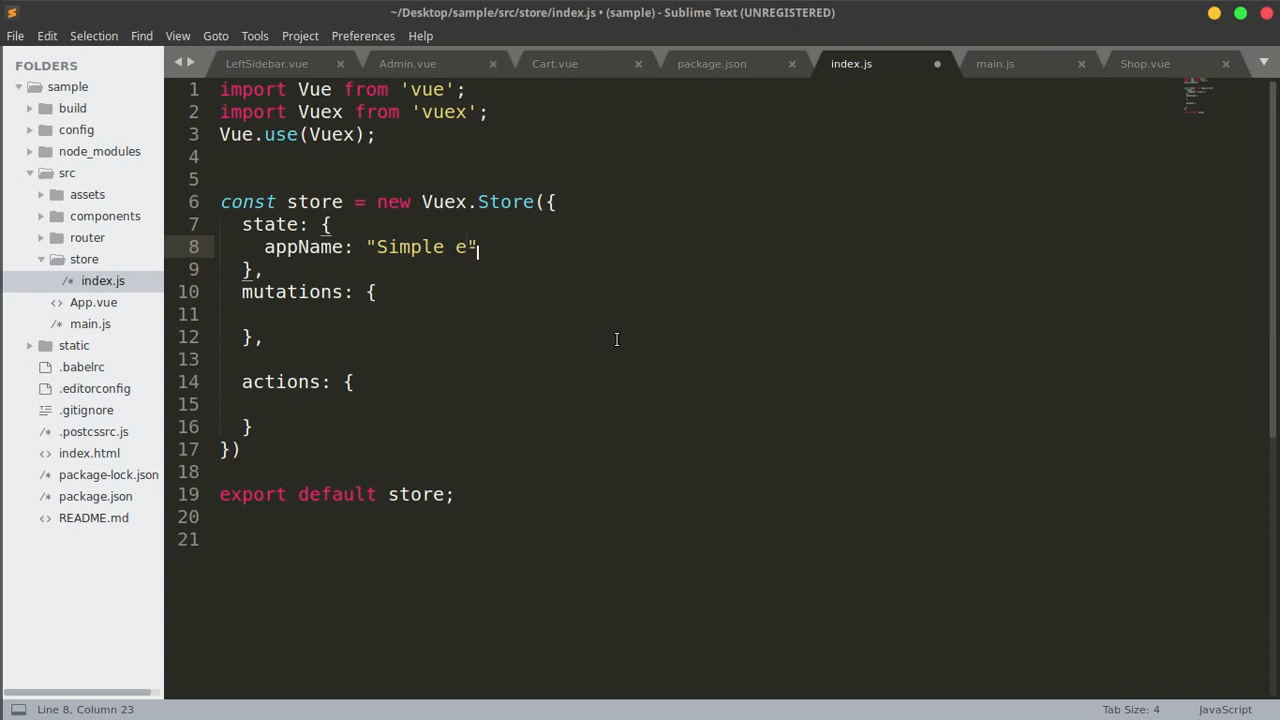 ~/Desktop/sample/src/store/index.js • (sample) - Sublime Text (UNREGISTERED)
File Edit Selection Find View Goto Tools Project Preferences Help
FOLDERS
sample
build
config
node_modules
src
assets
components
router
store
/* index.js
<> App.vue
/* main.js
static
.babelrc
.editorconfig
.gitignore
/* .postcssrc.js
<> index.html
/* package-lock.json
/* package.json
<> README.md
LeftSidebar.vue × Admin.vue × Cart.vue × package.json × index.js • main.js × Shop.vue ×
1 import Vue from 'vue';
2 import Vuex from 'vuex';
3 Vue.use(Vuex);
4
5
6 const store = new Vuex.Store({
7 state: {
8 appName: "Simple e"
9 },
10 mutations: {
11
12 },
13
14 actions: {
15
16 }
17 })
18
19 export default store;
20
21
Line 8, Column 23 Tab Size: 4 JavaScript